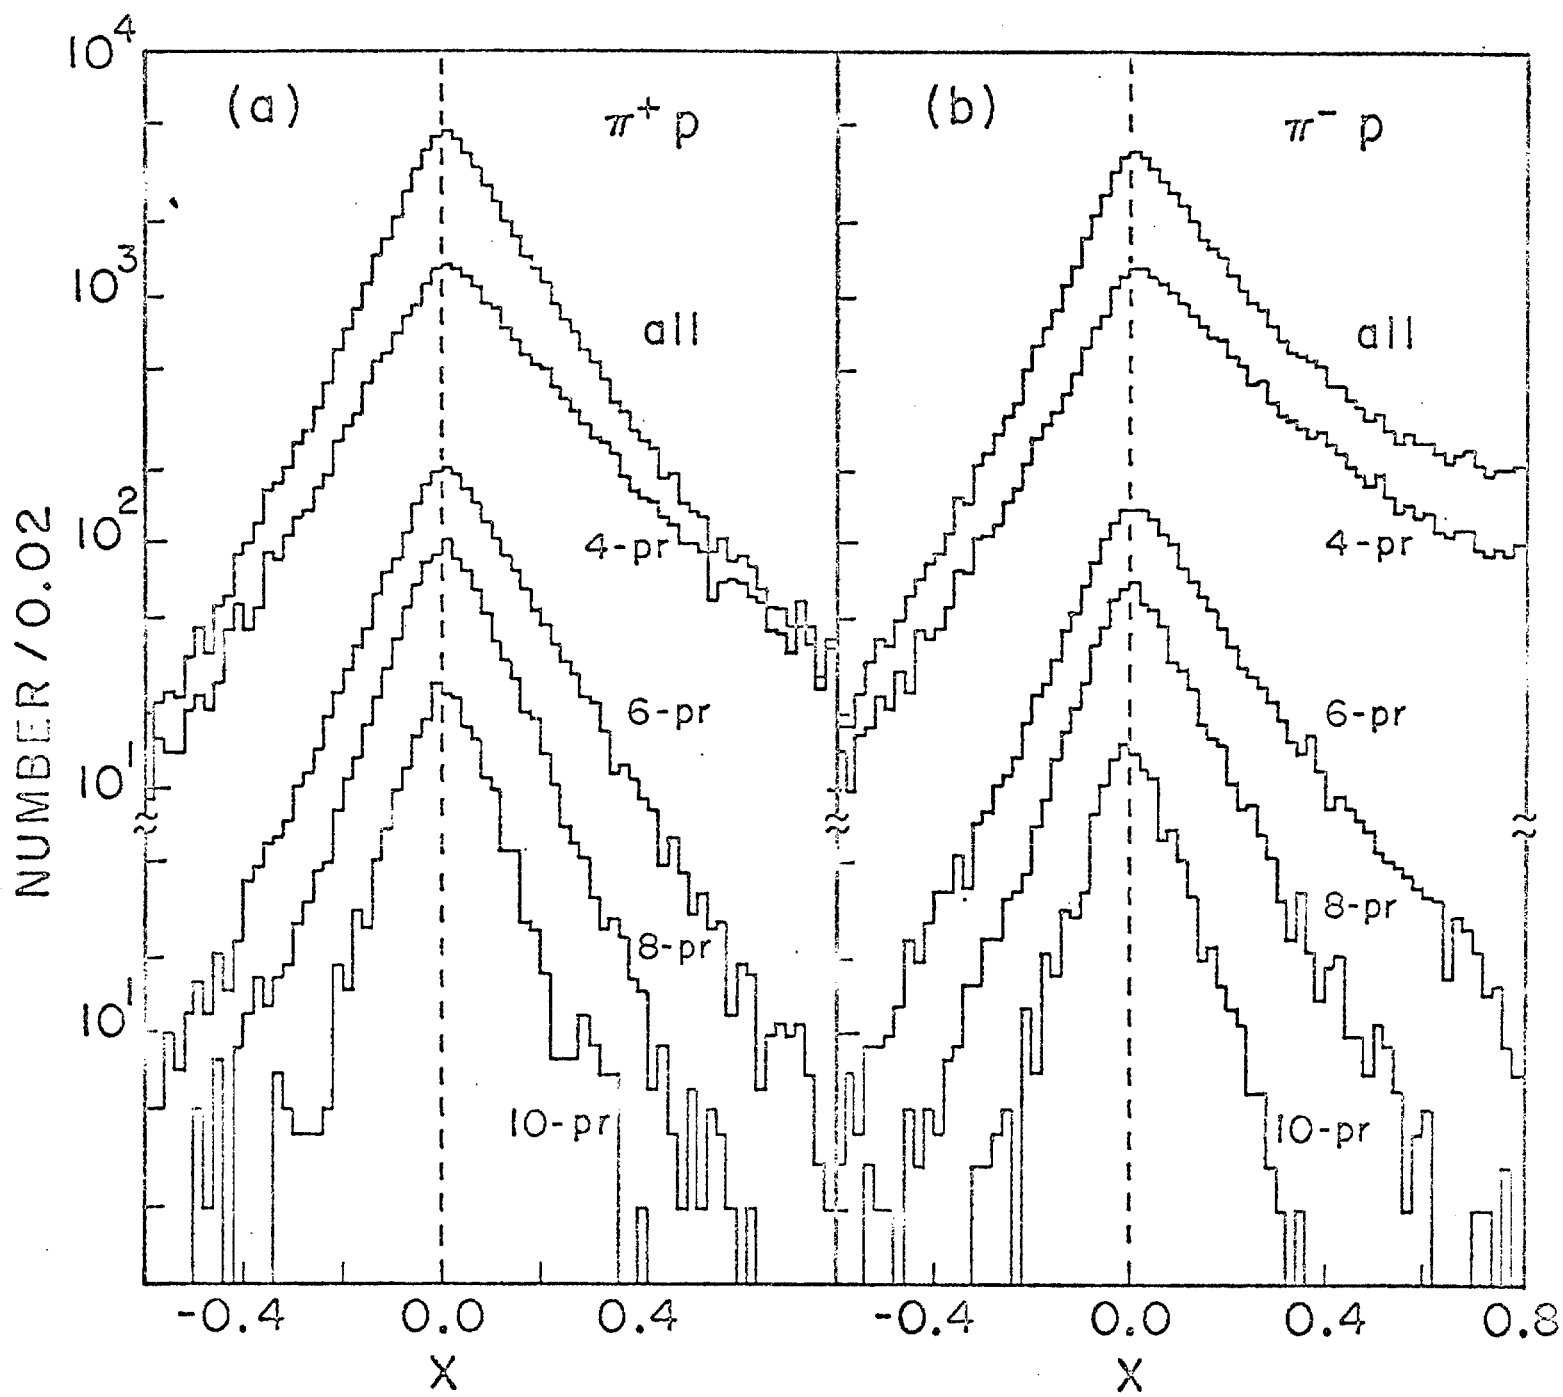 10⁴
(a)
π⁺ p
(b)
π⁻ p
10³
all
all
10²
4-pr
4-pr
6-pr
6-pr
10¹
8-pr
8-pr
10¹
10-pr
10-pr
NUMBER / 0.02
-0.4 0.0 0.4
-0.4 0.0 0.4 0.8
X
X